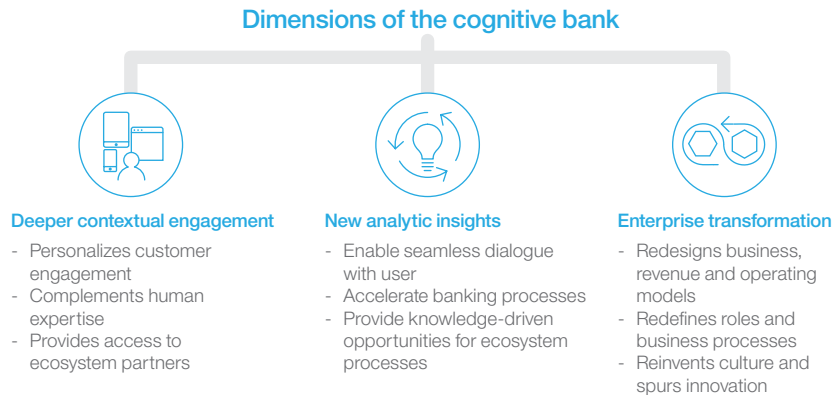 Dimensions of the cognitive bank
Deeper contextual engagement
- Personalizes customer
engagement
- Complements human
expertise
- Provides access to
ecosystem partners
New analytic insights
- Enable seamless dialogue
with user
- Accelerate banking processes
- Provide knowledge-driven
opportunities for ecosystem
processes
Enterprise transformation
- Redesigns business,
revenue and operating
models
- Redefines roles and
business processes
- Reinvents culture and
spurs innovation